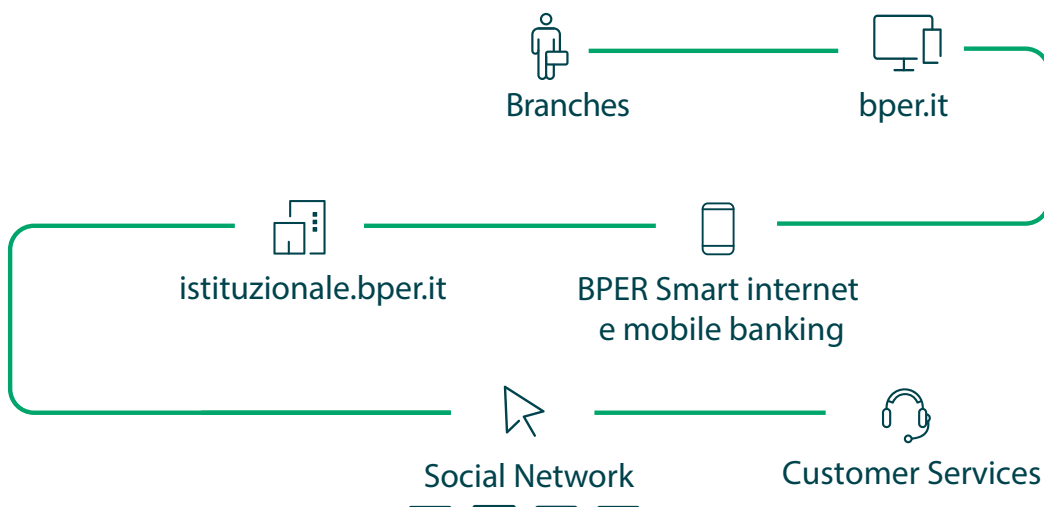 Branches
bper.it
istituzionale.bper.it
BPER Smart internet
e mobile banking
Social Network
Customer Services